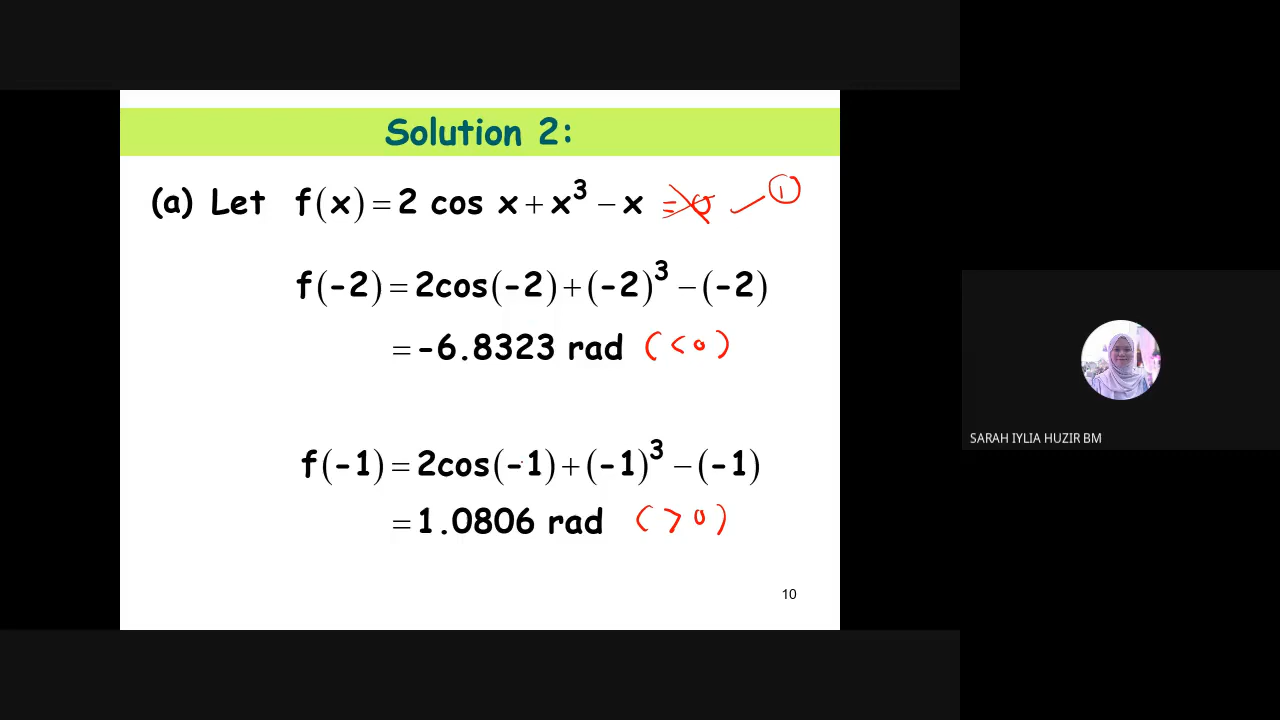 Solution 2:
(a) Let f(x) = 2 cos x + x³ − x = 0 ①
f(-2) = 2cos(-2) + (-2)³ − (-2)
= -6.8323 rad (< 0)
f(-1) = 2cos(-1) + (-1)³ − (-1)
= 1.0806 rad (> 0)
10
SARAH IYLIA HUZIR BM